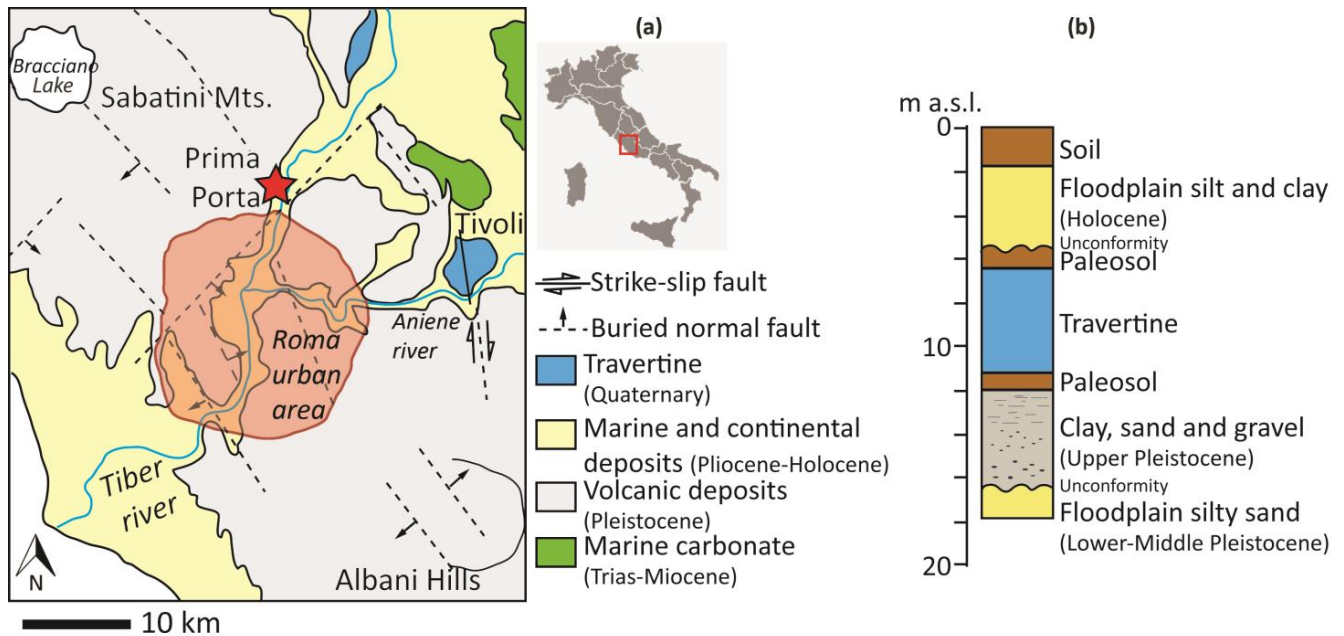 Bracciano
Lake
Sabatini Mts.
Prima
Porta
Tivoli
Aniene
river
Roma
urban
area
Tiber
river
Albani Hills
N
10 km
(a)
Strike-slip fault
Buried normal fault
Travertine
(Quaternary)
Marine and continental
deposits (Pliocene-Holocene)
Volcanic deposits
(Pleistocene)
Marine carbonate
(Trias-Miocene)
(b)
m a.s.l.
0
10
20
Soil
Floodplain silt and clay
(Holocene)
Unconformity
Paleosol
Travertine
Paleosol
Clay, sand and gravel
(Upper Pleistocene)
Unconformity
Floodplain silty sand
(Lower-Middle Pleistocene)